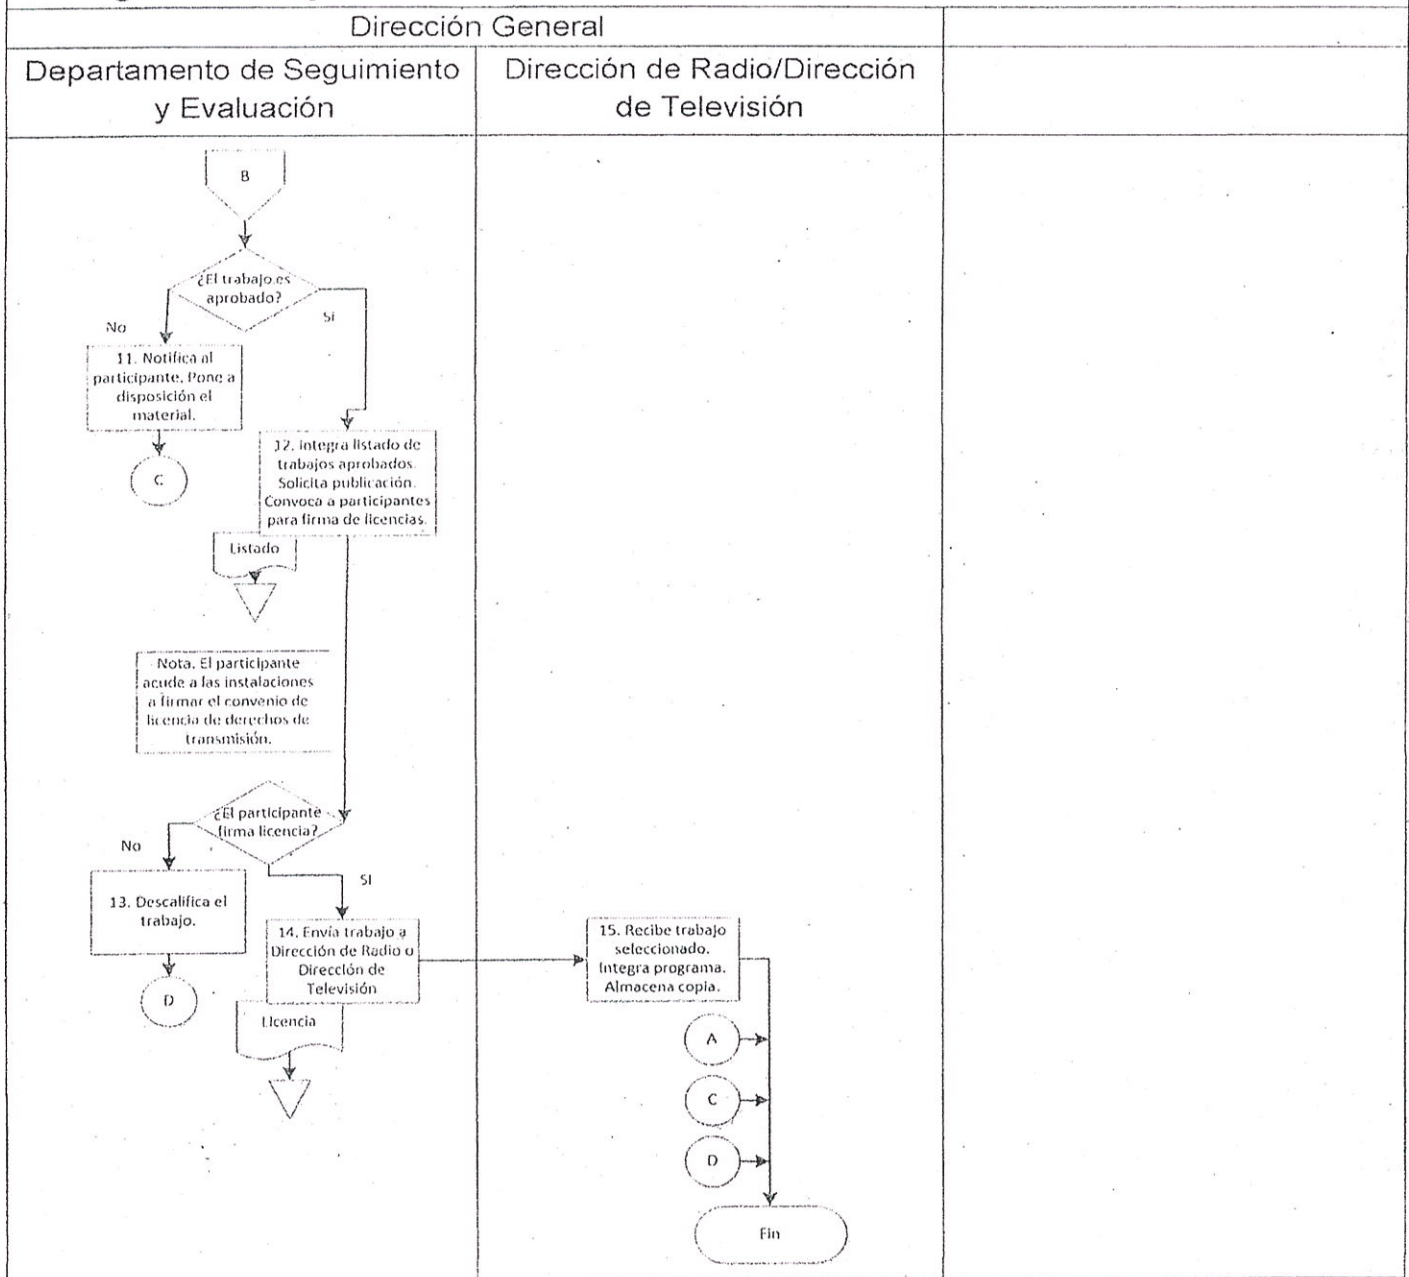 Dirección General
Departamento de Seguimiento
y Evaluación
Dirección de Radio/Dirección
de Televisión
B
¿El trabajo es
aprobado?
No
Si
11. Notifica al
participante. Pone a
disposición el
material.
C
12. Integra listado de
trabajos aprobados.
Solicita publicación.
Convoca a participantes
para firma de licencias.
Listado
Nota. El participante
acude a las instalaciones
a firmar el convenio de
licencia de derechos de
transmisión.
¿El participante
firma licencia?
No
SI
13. Descalifica el
trabajo.
D
14. Envía trabajo a
Dirección de Radio o
Dirección de
Televisión
Licencia
15. Recibe trabajo
seleccionado.
Integra programa.
Almacena copia.
A
C
D
Fin